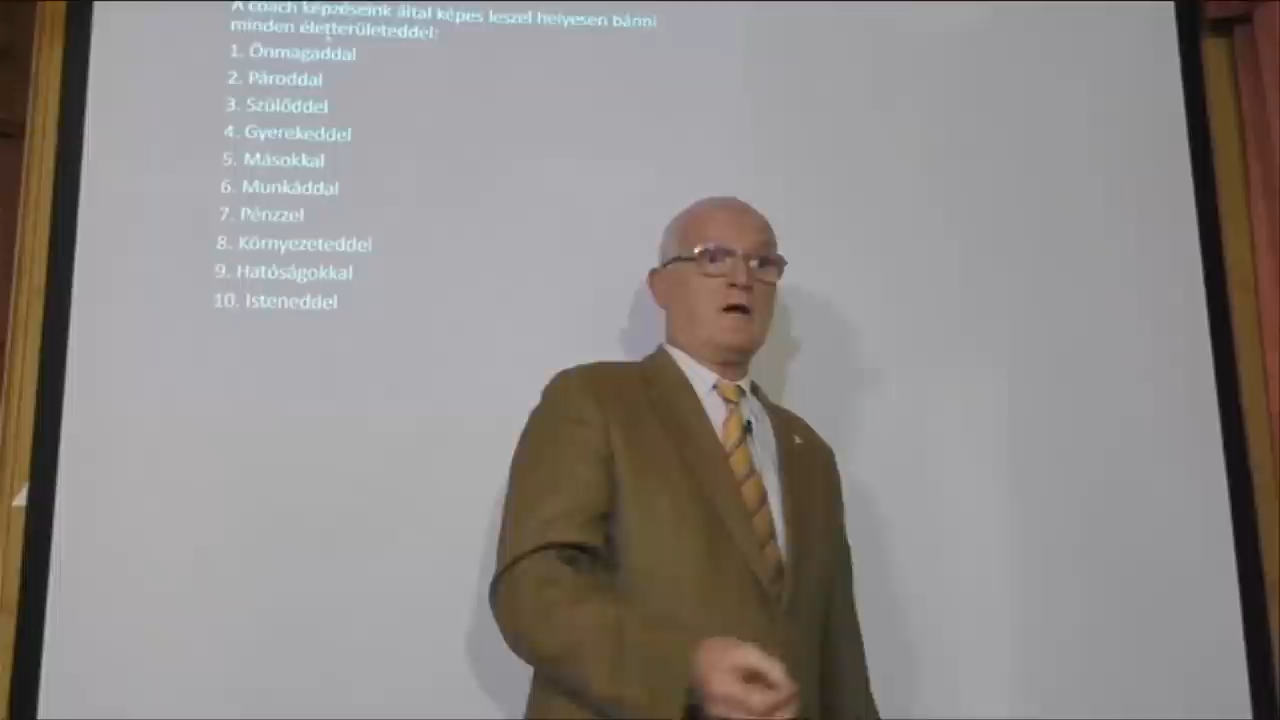 A coach képzéseink által képes leszel helyesen bánni
minden életterületeddel:
1. Önmagaddal
2. Pároddal
3. Szülőddel
4. Gyerekeddel
5. Másokkal
6. Munkáddal
7. Pénzzel
8. Környezeteddel
9. Hatóságokkal
10. Isteneddel